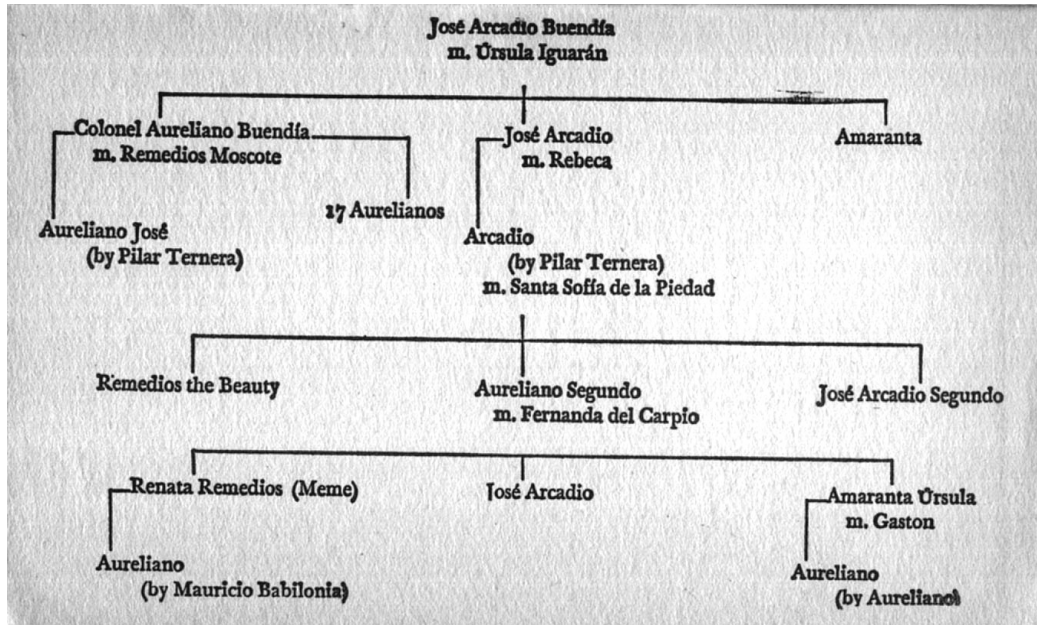 José Arcadio Buendía
m. Úrsula Iguarán
Colonel Aureliano Buendía
m. Remedios Moscote
José Arcadio
m. Rebeca
Amaranta
17 Aurelianos
Aureliano José
(by Pilar Ternera)
Arcadio
(by Pilar Ternera)
m. Santa Sofía de la Piedad
Remedios the Beauty
Aureliano Segundo
m. Fernanda del Carpio
José Arcadio Segundo
Renata Remedios (Meme)
José Arcadio
Amaranta Úrsula
m. Gaston
Aureliano
(by Mauricio Babilonia)
Aureliano
(by Aureliano)